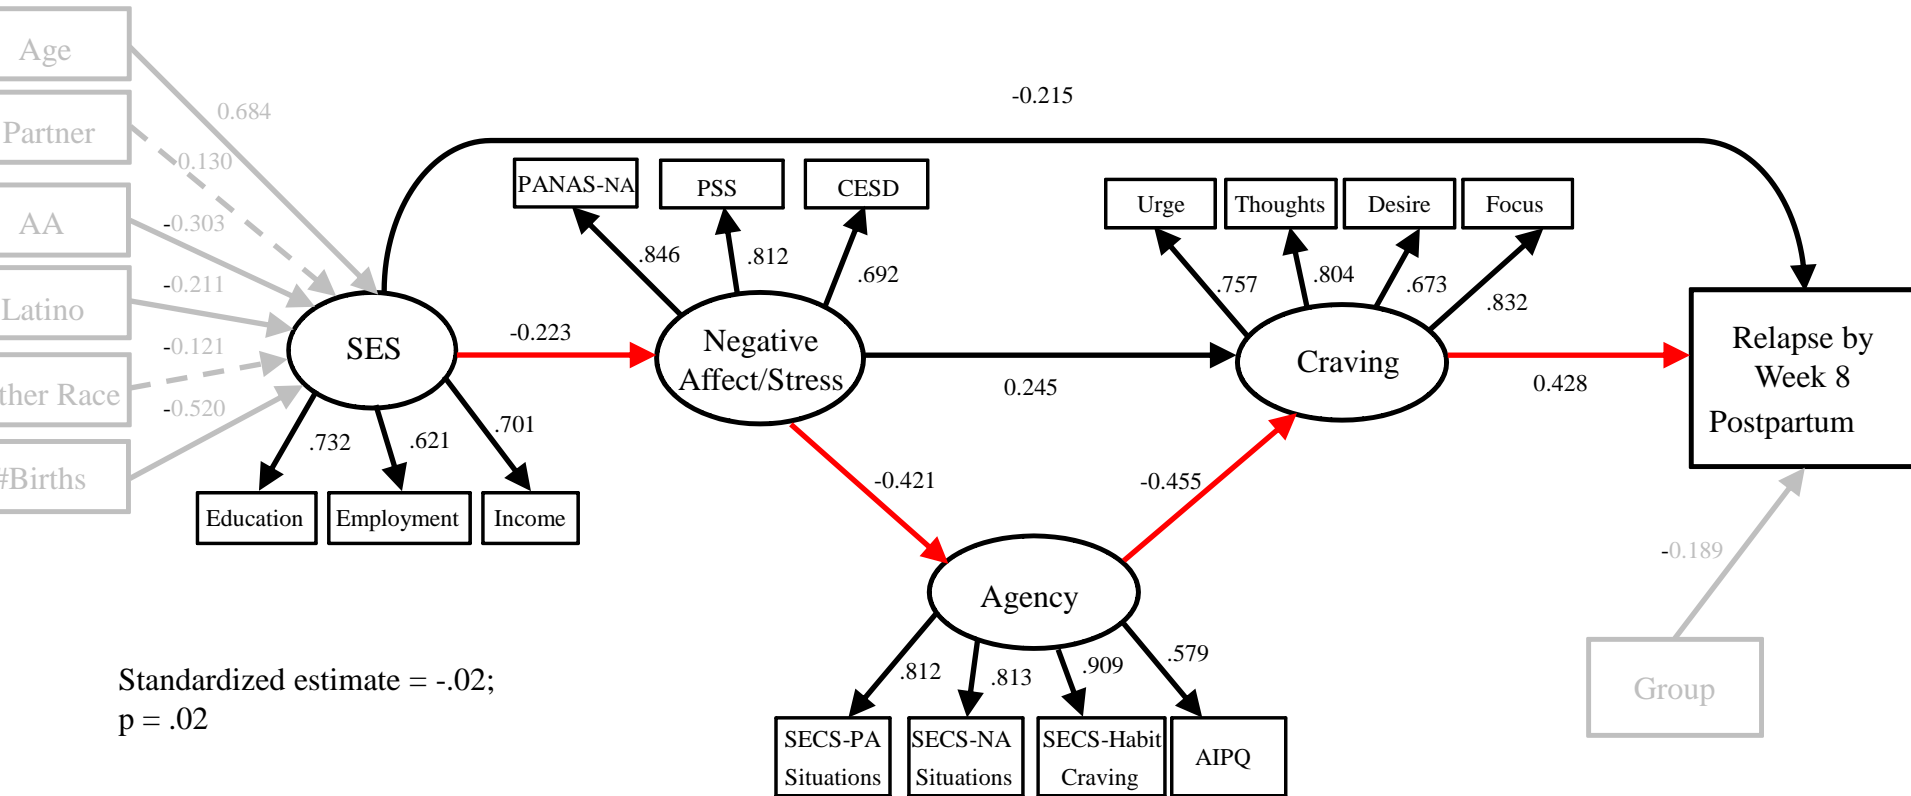 Age
Partner
AA
Latino
ther Race
#Births
0.684
-0.130
-0.303
-0.211
-0.121
-0.520
-0.215
PANAS-NA
PSS
CESD
.846
.812
.692
Urge
Thoughts
Desire
Focus
.757
.804
.673
.832
SES
-0.223
Negative
Affect/Stress
0.245
Craving
0.428
Relapse by
Week 8
Postpartum
.732
.621
.701
Education
Employment
Income
-0.421
-0.455
Agency
-0.189
Group
.812
.813
.909
.579
SECS-PA
Situations
SECS-NA
Situations
SECS-Habit
Craving
AIPQ
Standardized estimate = -.02;
p = .02